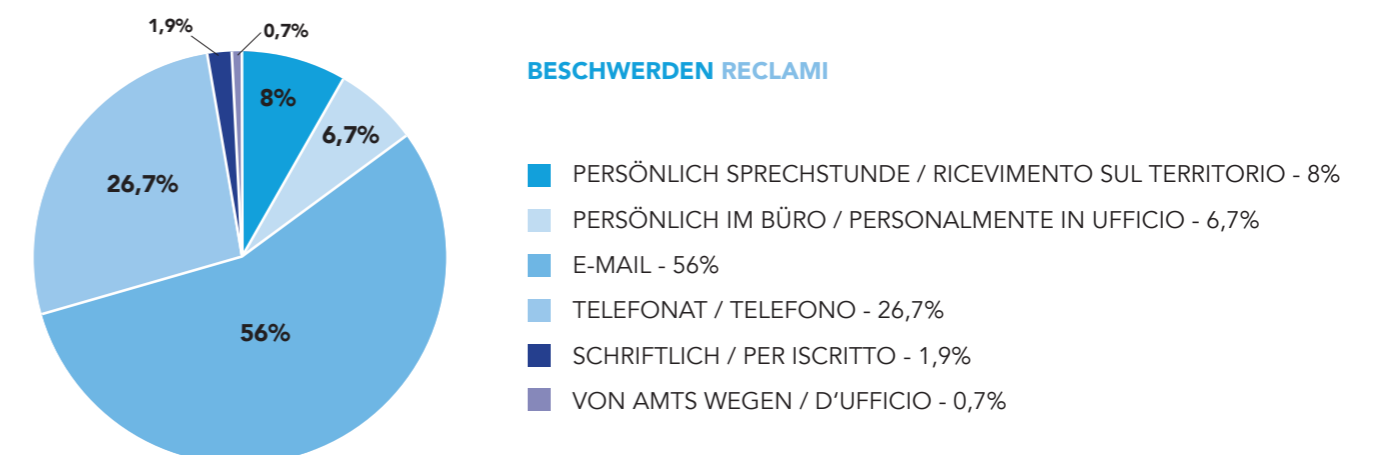 1,9%
0,7%
8%
6,7%
26,7%
56%
BESCHWERDEN RECLAMI
PERSÖNLICH SPRECHSTUNDE / RICEVIMENTO SUL TERRITORIO - 8%
PERSÖNLICH IM BÜRO / PERSONALMENTE IN UFFICIO - 6,7%
E-MAIL - 56%
TELEFONAT / TELEFONO - 26,7%
SCHRIFTLICH / PER ISCRITTO - 1,9%
VON AMTS WEGEN / D‘UFFICIO - 0,7%